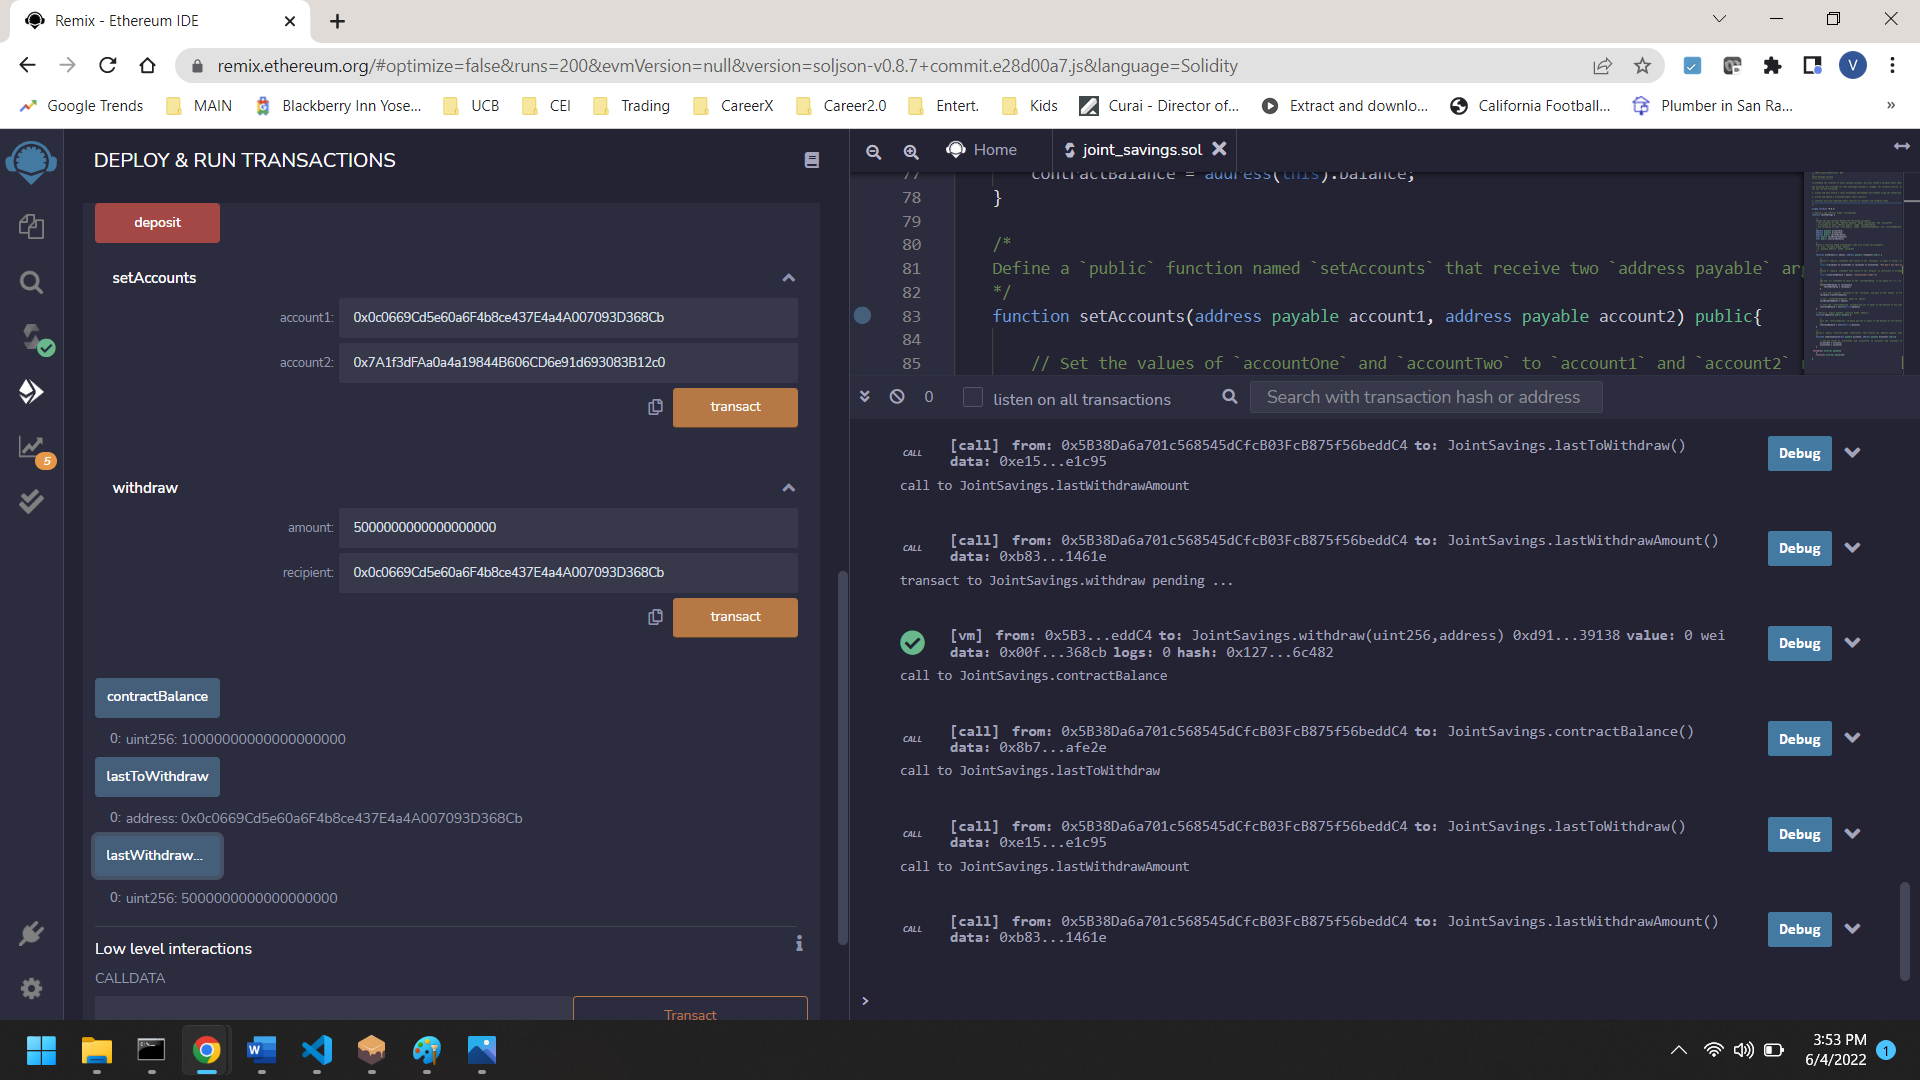 Remix - Ethereum IDE
remix.ethereum.org/#optimize=false&runs=200&evmVersion=null&version=soljson-v0.8.7+commit.e28d00a7.js&language=Solidity
V
Google Trends
MAIN
Blackberry Inn Yose...
UCB
CEI
Trading
CareerX
Career2.0
Entert.
Kids
Curai - Director of...
Extract and downlo...
California Football...
Plumber in San Ra...
»
DEPLOY & RUN TRANSACTIONS
deposit
setAccounts
account1: 0x0c0669Cd5e60a6F4b8ce437E4a4A007093D368Cb
account2: 0x7A1f3dFAa0a4a19844B606CD6e91d693083B12c0
transact
withdraw
amount: 5000000000000000000
recipient: 0x0c0669Cd5e60a6F4b8ce437E4a4A007093D368Cb
transact
contractBalance
0: uint256: 10000000000000000000
lastToWithdraw
0: address: 0x0c0669Cd5e60a6F4b8ce437E4a4A007093D368Cb
lastWithdraw...
0: uint256: 5000000000000000000
Low level interactions
CALLDATA
Transact
5
Home
joint_savings.sol
77 contractBalance = address(this).balance;
78 }
79
80 /*
81 Define a `public` function named `setAccounts` that receive two `address payable` ar
82 */
83 function setAccounts(address payable account1, address payable account2) public{
84
85 // Set the values of `accountOne` and `accountTwo` to `account1` and `account2`
0
listen on all transactions
Search with transaction hash or address
CALL [call] from: 0x5B38Da6a701c568545dCfcB03FcB875f56beddC4 to: JointSavings.lastToWithdraw()
data: 0xe15...e1c95
Debug
call to JointSavings.lastWithdrawAmount
CALL [call] from: 0x5B38Da6a701c568545dCfcB03FcB875f56beddC4 to: JointSavings.lastWithdrawAmount()
data: 0xb83...1461e
Debug
transact to JointSavings.withdraw pending ...
[vm] from: 0x5B3...eddC4 to: JointSavings.withdraw(uint256,address) 0xd91...39138 value: 0 wei
data: 0x00f...368cb logs: 0 hash: 0x127...6c482
Debug
call to JointSavings.contractBalance
CALL [call] from: 0x5B38Da6a701c568545dCfcB03FcB875f56beddC4 to: JointSavings.contractBalance()
data: 0x8b7...afe2e
Debug
call to JointSavings.lastToWithdraw
CALL [call] from: 0x5B38Da6a701c568545dCfcB03FcB875f56beddC4 to: JointSavings.lastToWithdraw()
data: 0xe15...e1c95
Debug
call to JointSavings.lastWithdrawAmount
CALL [call] from: 0x5B38Da6a701c568545dCfcB03FcB875f56beddC4 to: JointSavings.lastWithdrawAmount()
data: 0xb83...1461e
Debug
>
3:53 PM
6/4/2022
1